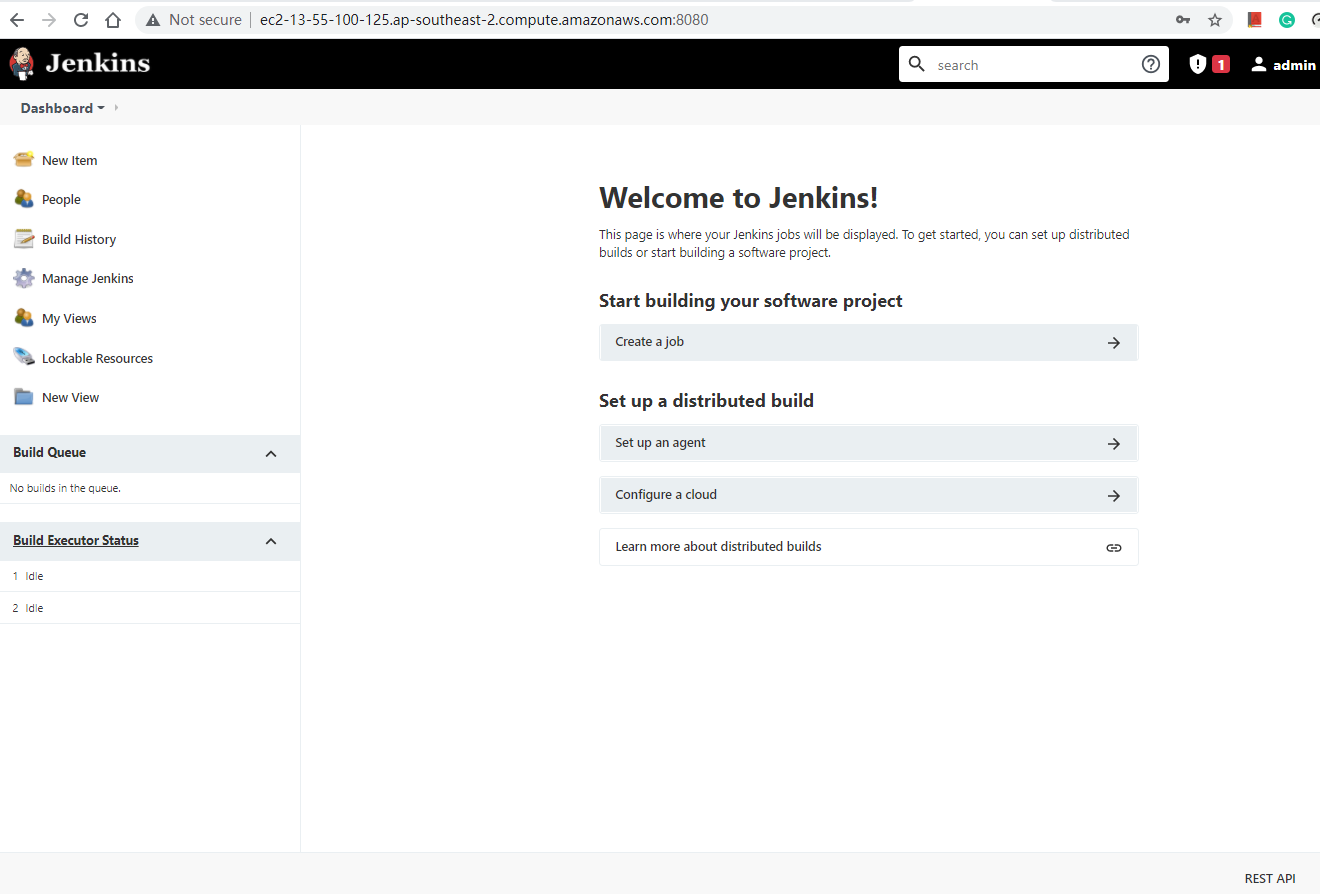 Not secure
ec2-13-55-100-125.ap-southeast-2.compute.amazonaws.com:8080
Jenkins
search
1
admin
Dashboard
New Item
People
Build History
Manage Jenkins
My Views
Lockable Resources
New View
Build Queue
No builds in the queue.
Build Executor Status
1 Idle
2 Idle
Welcome to Jenkins!
This page is where your Jenkins jobs will be displayed. To get started, you can set up distributed
builds or start building a software project.
Start building your software project
Create a job
Set up a distributed build
Set up an agent
Configure a cloud
Learn more about distributed builds
REST API